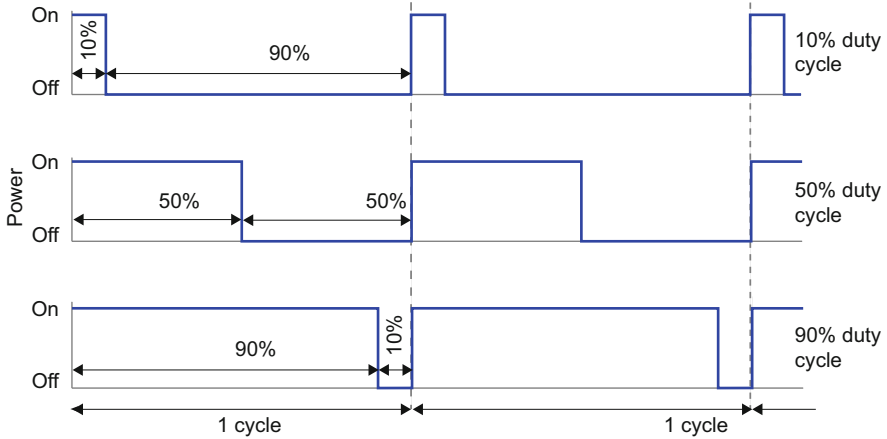 On
10%
90%
Off
10% duty
cycle
Power
On
50%
50%
Off
50% duty
cycle
On
90%
10%
Off
90% duty
cycle
1 cycle
1 cycle